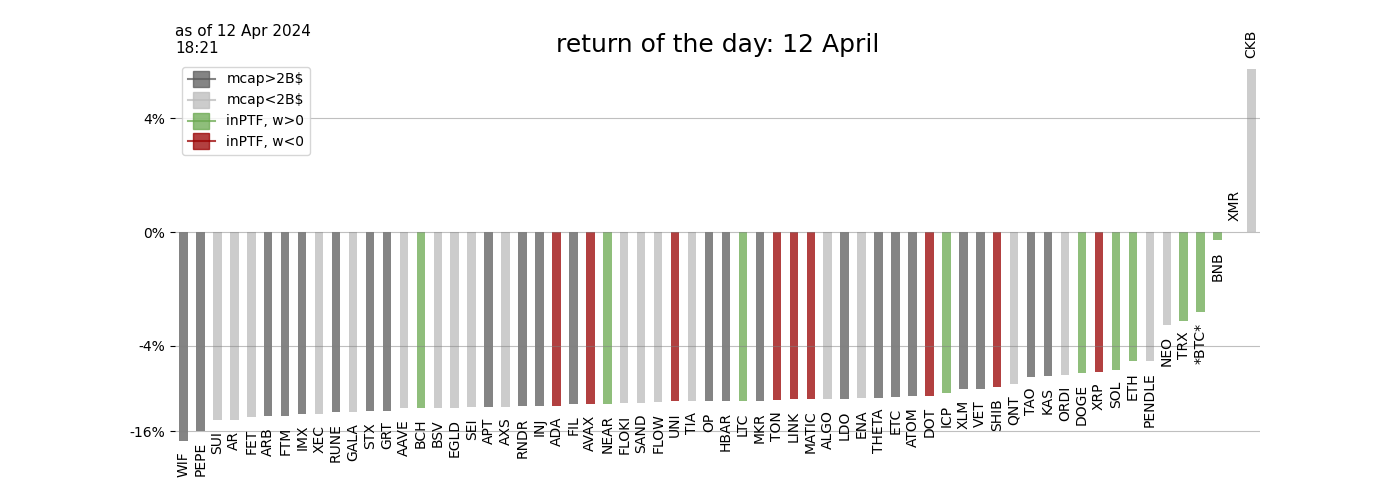 as of 12 Apr 2024
18:21
return of the day: 12 April
mcap>2B$
mcap<2B$
inPTF, w>0
inPTF, w<0
4%
0%
-4%
-16%
WIF
PEPE
SUI
AR
FET
ARB
FTM
IMX
XEC
RUNE
GALA
STX
GRT
AAVE
BCH
BSV
EGLD
SEI
APT
AXS
RNDR
INJ
ADA
FIL
AVAX
NEAR
FLOKI
SAND
FLOW
UNI
TIA
OP
HBAR
LTC
MKR
TON
LINK
MATIC
ALGO
LDO
ENA
THETA
ETC
ATOM
DOT
ICP
XLM
VET
SHIB
QNT
TAO
KAS
ORDI
DOGE
XRP
SOL
ETH
PENDLE
NEO
TRX
*BTC*
BNB
XMR
CKB